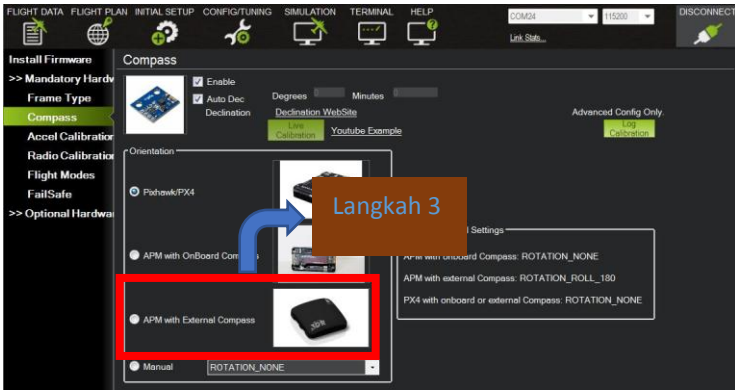 FLIGHT DATA FLIGHT PLAN INITIAL SETUP CONFIG/TUNING SIMULATION TERMINAL HELP
COM24 115200 DISCONNECT
Link Stats...
Install Firmware
Compass
>> Mandatory Hardw
Frame Type
Compass
Accel Calibration
Radio Calibration
Flight Modes
FailSafe
>> Optional Hardwa
Enable
Auto Dec
Degrees Minutes
Declination
Declination WebSite
Live
Calibration
Youtube Example
Advanced Config Only.
Log
Calibration
Orientation
Pixhawk/PX4
Langkah 3
Settings
APM with OnBoard Compass
APM with onboard Compass: ROTATION_NONE
APM with external Compass: ROTATION_ROLL_180
PX4 with onboard or external Compass: ROTATION_NONE
APM with External Compass
Manual ROTATION_NONE